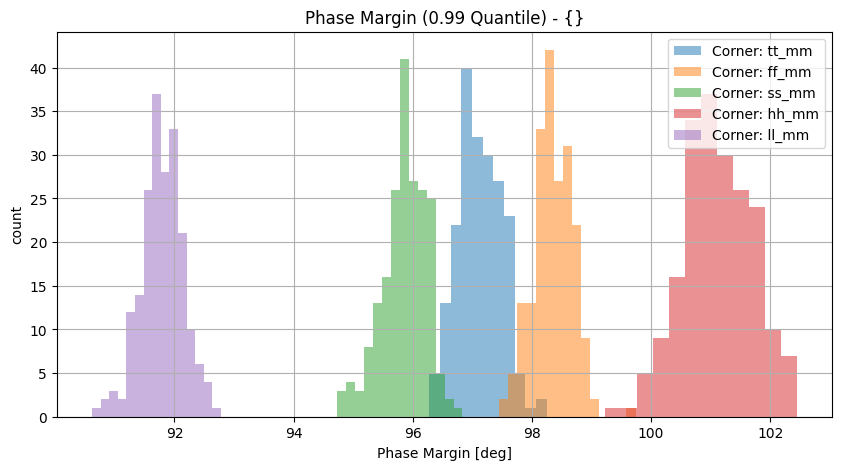 Phase Margin (0.99 Quantile) - {}
Corner: tt_mm
Corner: ff_mm
Corner: ss_mm
Corner: hh_mm
Corner: ll_mm
count
40
35
30
25
20
15
10
5
0
92 94 96 98 100 102
Phase Margin [deg]